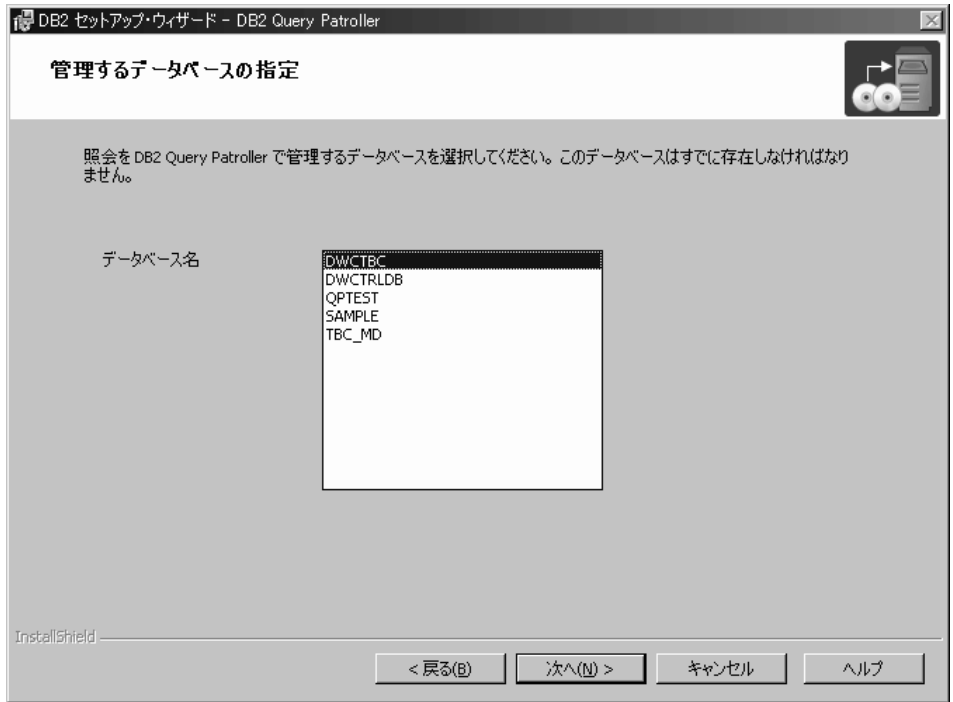 DB2 セットアップ・ウィザード - DB2 Query Patroller
管理するデータベースの指定
照会を DB2 Query Patroller で管理するデータベースを選択してください。このデータベースはすでに存在しなければなり
ません。
データベース名
DWCTBC
DWCTRLDB
QPTEST
SAMPLE
TBC_MD
InstallShield
< 戻る(B)
次へ(N) >
キャンセル
ヘルプ